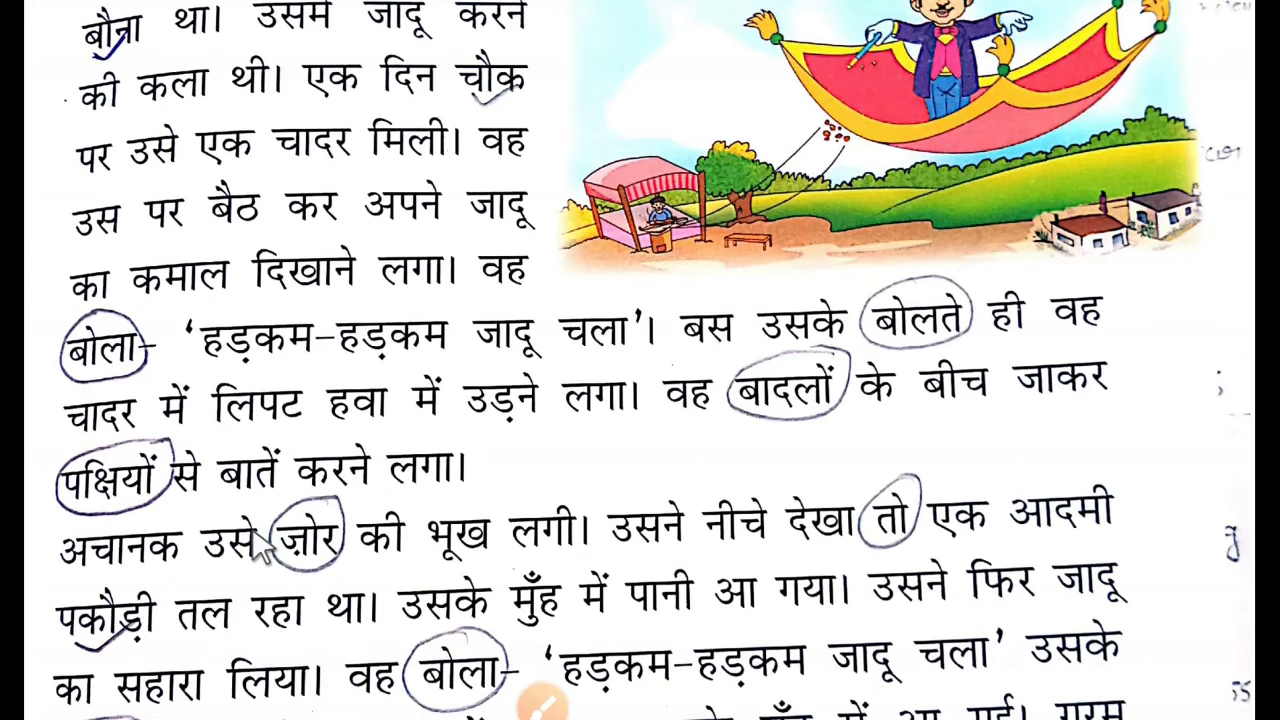 बौना था। उसमें जादू करने
की कला थी। एक दिन चौक
पर उसे एक चादर मिली। वह
उस पर बैठ कर अपने जादू
का कमाल दिखाने लगा। वह
बोला– ‘हड़कम–हड़कम जादू चला’। बस उसके बोलते ही वह
चादर में लिपट हवा में उड़ने लगा। वह बादलों के बीच जाकर
पक्षियों से बातें करने लगा।
अचानक उसे ज़ोर की भूख लगी। उसने नीचे देखा तो एक आदमी
पकौड़ी तल रहा था। उसके मुँह में पानी आ गया। उसने फिर जादू
का सहारा लिया। वह बोला– ‘हड़कम–हड़कम जादू चला’ उसके
मुँह में आ गई। गरम